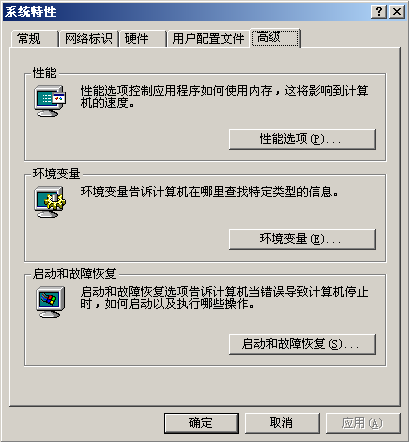 系统特性
常规 网络标识 硬件 用户配置文件 高级
性能
性能选项控制应用程序如何使用内存，这将影响到计算
机的速度。
性能选项(P)...
环境变量
环境变量告诉计算机在哪里查找特定类型的信息。
环境变量(E)...
启动和故障恢复
启动和故障恢复选项告诉计算机当错误导致计算机停止
时，如何启动以及执行哪些操作。
启动和故障恢复(S)...
确定 取消 应用(A)